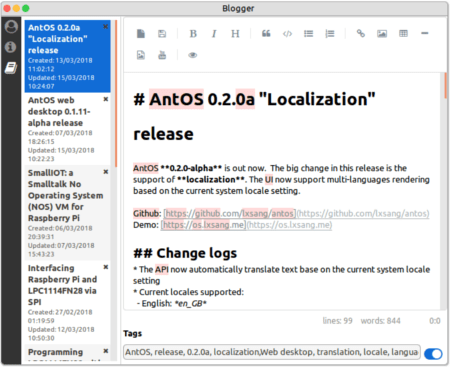 Blogger
AntOS 0.2.0a
"Localization"
release
Created: 13/03/2018
11:02:12
Updated: 15/03/2018
10:24:07
AntOS web
desktop 0.1.11-
alpha release
Created: 07/03/2018
18:26:15
Updated: 15/03/2018
10:22:23
SmallIOT: a
Smalltalk No
Operating System
(NOS) VM for
Raspberry Pi
Created: 06/03/2018
20:39:31
Updated: 07/03/2018
15:43:23
Interfacing
Raspberry Pi and
LPC1114FN28 via
SPI
Created: 27/02/2018
01:19:59
Updated: 12/03/2018
10:50:30
Programming
B I H
# AntOS 0.2.0a "Localization"
release
AntOS **0.2.0-alpha** is out now. The big change in this release is the
support of **localization**. The UI now support multi-languages rendering
based on the current system locale setting.
Github: [https://github.com/lxsang/antos](https://github.com/lxsang/antos)
Demo: [https://os.lxsang.me](https://os.lxsang.me)
## Change logs
* The API now automatically translate text base on the current system locale
setting
* Current locales supported:
- English: *en_GB*
lines: 99 words: 844 0:0
Tags
AntOS, release, 0.2.0a, localization,Web desktop, translation, locale, langua